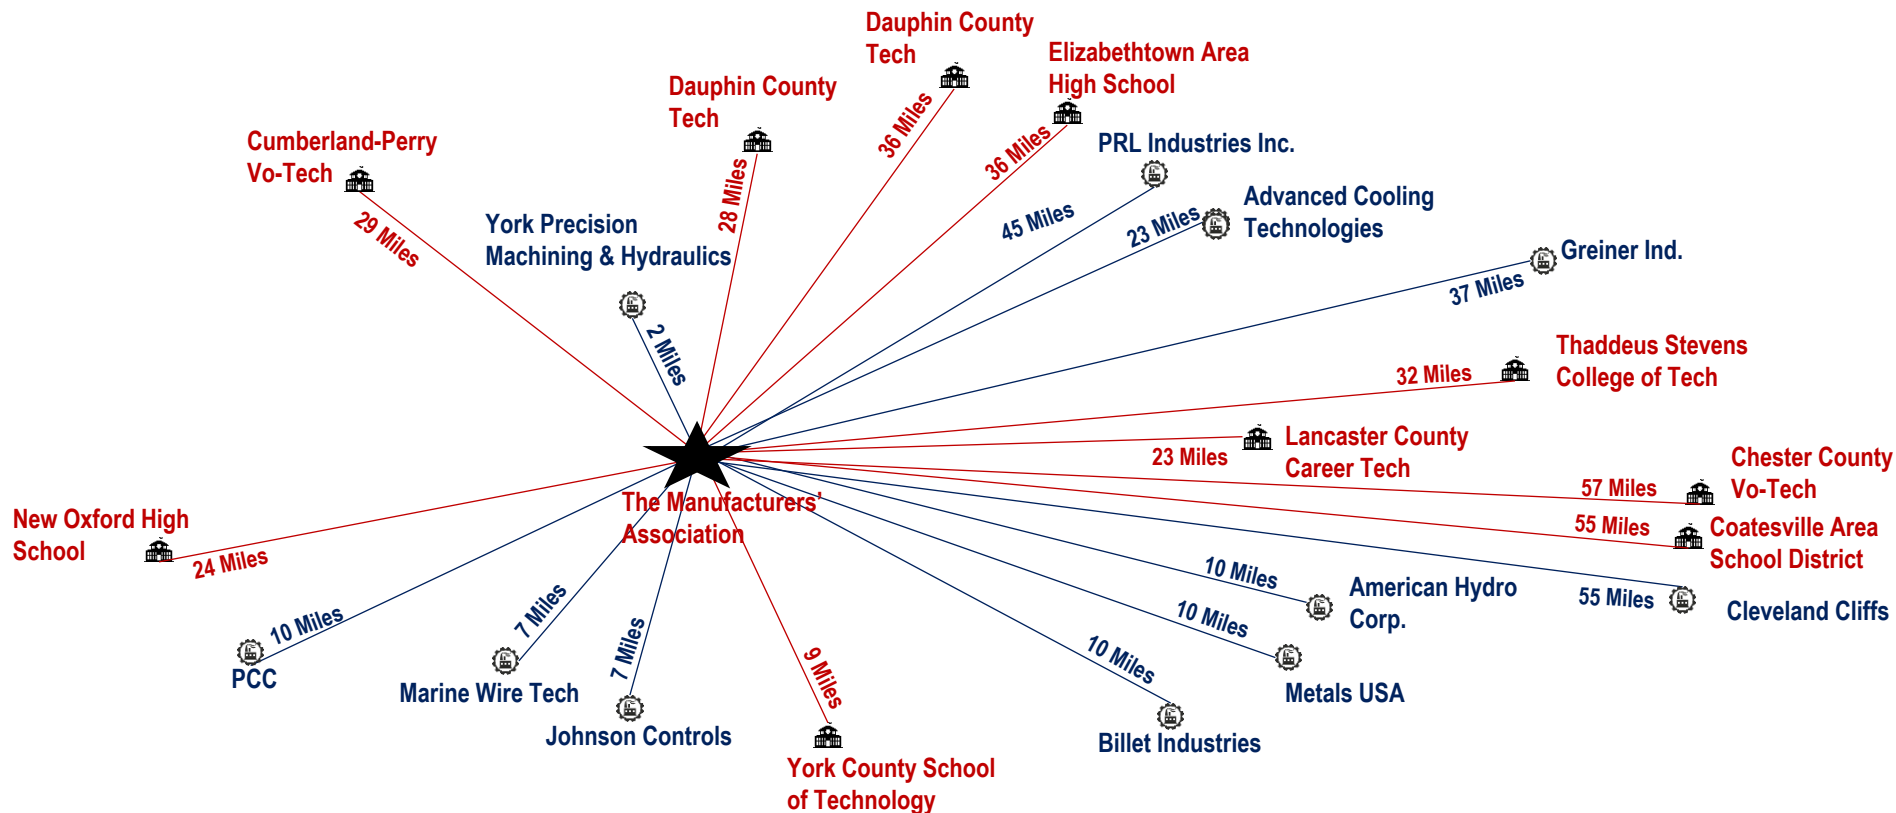 Dauphin County
Tech
36 Miles
Elizabethtown Area
High School
36 Miles
Dauphin County
Tech
28 Miles
Cumberland-Perry
Vo-Tech
29 Miles
PRL Industries Inc.
45 Miles
Advanced Cooling
Technologies
23 Miles
York Precision
Machining & Hydraulics
2 Miles
Greiner Ind.
37 Miles
Thaddeus Stevens
College of Tech
32 Miles
Lancaster County
Career Tech
23 Miles
Chester County
Vo-Tech
57 Miles
The Manufacturers'
Association
New Oxford High
School
24 Miles
Coatesville Area
School District
55 Miles
American Hydro
Corp.
10 Miles
Cleveland Cliffs
55 Miles
PCC
10 Miles
Marine Wire Tech
7 Miles
Johnson Controls
7 Miles
York County School
of Technology
9 Miles
Billet Industries
10 Miles
Metals USA
10 Miles